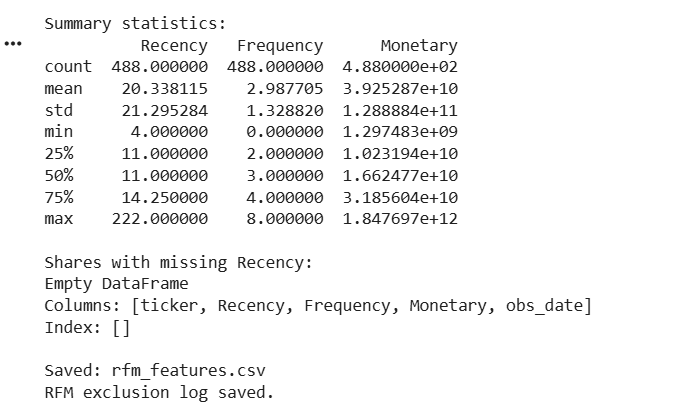 Summary statistics:
Recency Frequency Monetary
count 488.000000 488.000000 4.880000e+02
mean 20.338115 2.987705 3.925287e+10
std 21.295284 1.328820 1.288884e+11
min 4.000000 0.000000 1.297483e+09
25% 11.000000 2.000000 1.023194e+10
50% 11.000000 3.000000 1.662477e+10
75% 14.250000 4.000000 3.185604e+10
max 222.000000 8.000000 1.847697e+12
Shares with missing Recency:
Empty DataFrame
Columns: [ticker, Recency, Frequency, Monetary, obs_date]
Index: []
Saved: rfm_features.csv
RFM exclusion log saved.